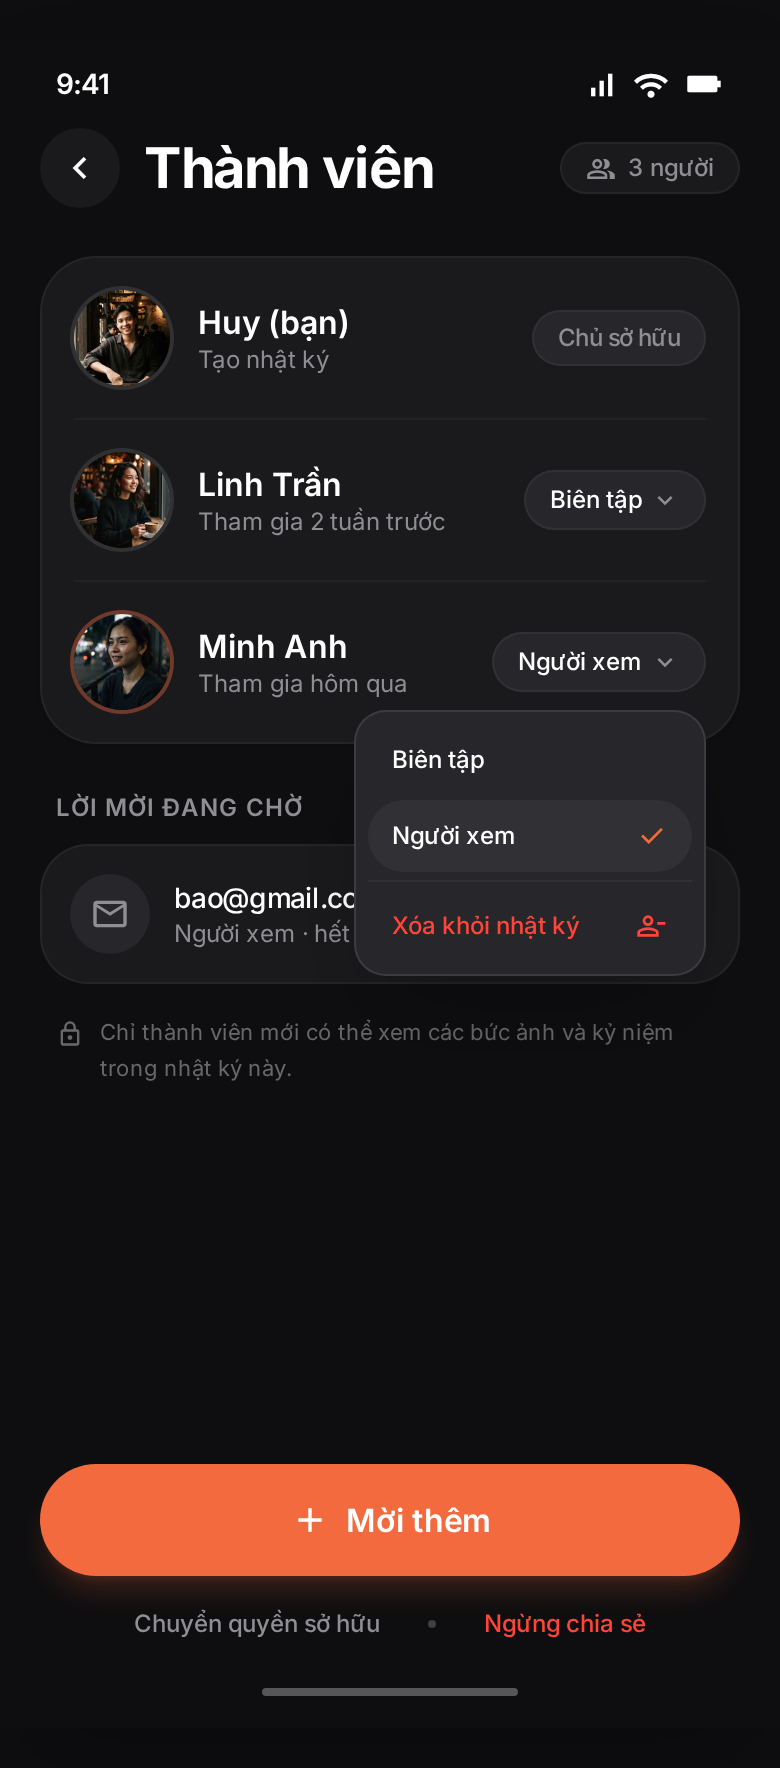 9:41
Thành viên
3 người
Huy (bạn)
Tạo nhật ký
Chủ sở hữu
Linh Trần
Tham gia 2 tuần trước
Biên tập
Minh Anh
Tham gia hôm qua
Người xem
Biên tập
Người xem
Xóa khỏi nhật ký
LỜI MỜI ĐANG CHỜ
bao@gmail.co
Người xem · hết
Chỉ thành viên mới có thể xem các bức ảnh và kỷ niệm
trong nhật ký này.
Mời thêm
Chuyển quyền sở hữu • Ngừng chia sẻ